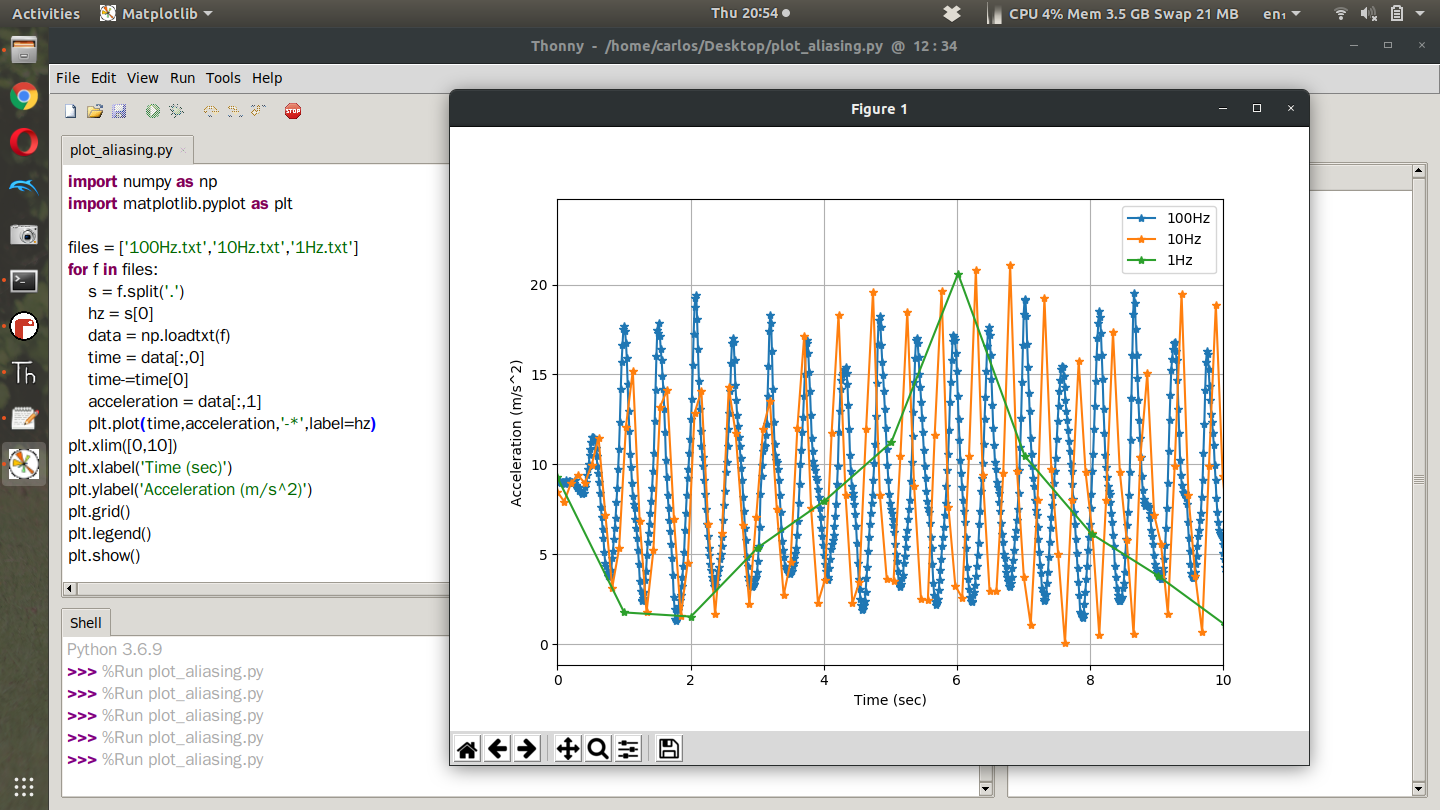 Activities Matplotlib Thu 20:54 CPU 4% Mem 3.5 GB Swap 21 MB en₁
Thonny - /home/carlos/Desktop/plot_aliasing.py @ 12 : 34
File Edit View Run Tools Help
STOP
plot_aliasing.py
import numpy as np
import matplotlib.pyplot as plt
files = ['100Hz.txt','10Hz.txt','1Hz.txt']
for f in files:
s = f.split('.')
hz = s[0]
data = np.loadtxt(f)
time = data[:,0]
time-=time[0]
acceleration = data[:,1]
plt.plot(time,acceleration,'-*',label=hz)
plt.xlim([0,10])
plt.xlabel('Time (sec)')
plt.ylabel('Acceleration (m/s^2)')
plt.grid()
plt.legend()
plt.show()
Shell
Python 3.6.9
>>> %Run plot_aliasing.py
>>> %Run plot_aliasing.py
>>> %Run plot_aliasing.py
>>> %Run plot_aliasing.py
>>> %Run plot_aliasing.py
Th
Figure 1
100Hz
10Hz
1Hz
Acceleration (m/s^2)
20
15
10
5
0
0 2 4 6 8 10
Time (sec)